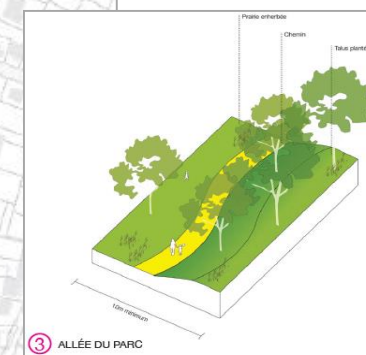 Prairie enherbée
Chemin
Talus planté
10m minimum
3 ALLÉE DU PARC